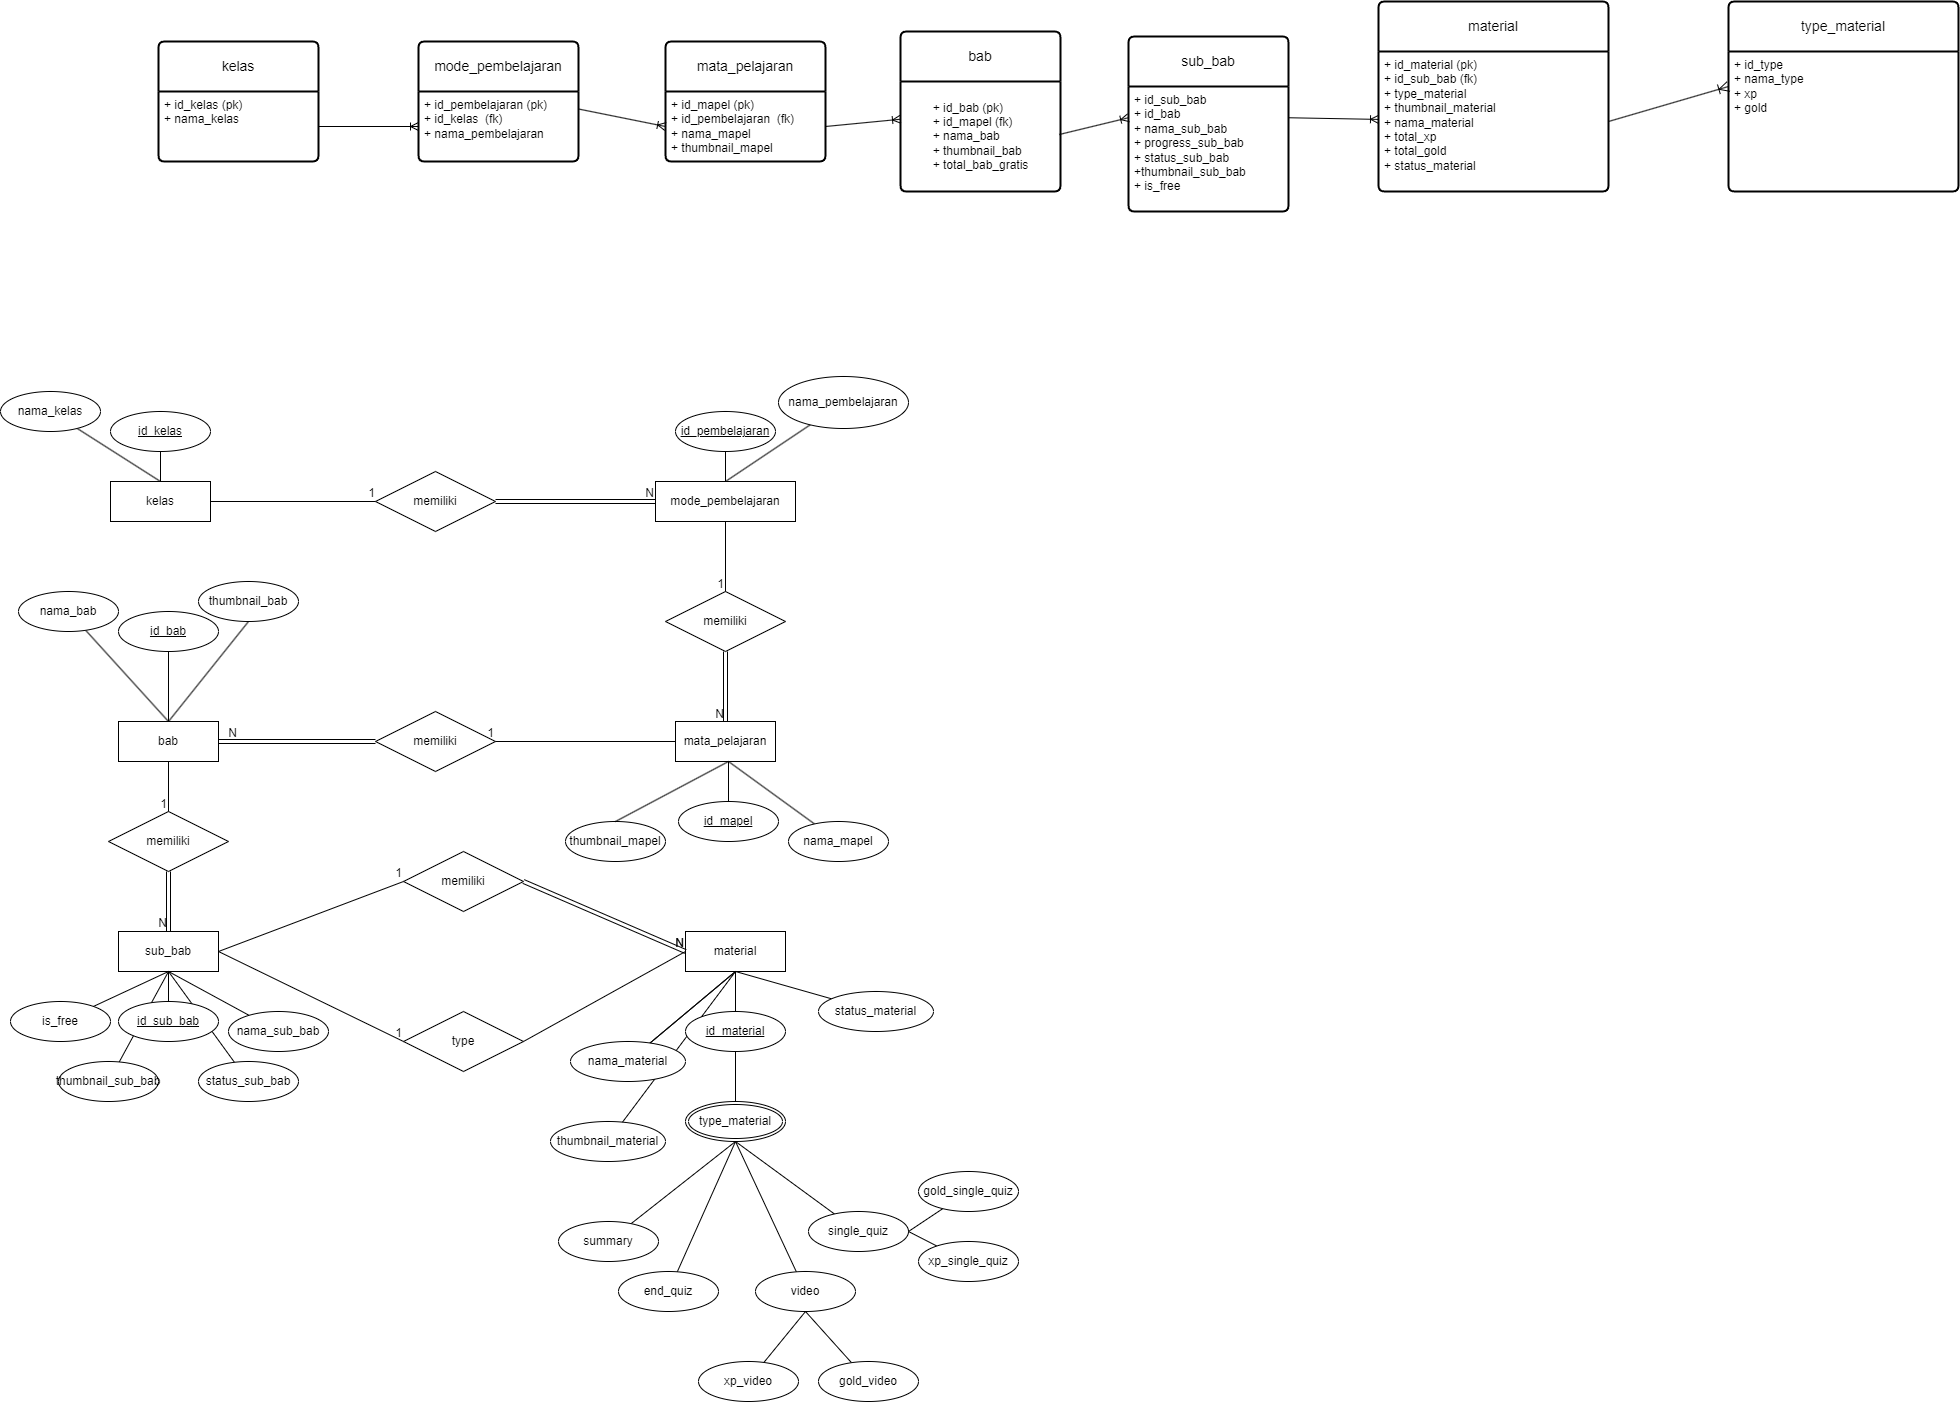 kelas
+ id_kelas (pk)
+ nama_kelas
mode_pembelajaran
+ id_pembelajaran (pk)
+ id_kelas (fk)
+ nama_pembelajaran
mata_pelajaran
+ id_mapel (pk)
+ id_pembelajaran (fk)
+ nama_mapel
+ thumbnail_mapel
bab
+ id_bab (pk)
+ id_mapel (fk)
+ nama_bab
+ thumbnail_bab
+ total_bab_gratis
sub_bab
+ id_sub_bab
+ id_bab
+ nama_sub_bab
+ progress_sub_bab
+ status_sub_bab
+thumbnail_sub_bab
+ is_free
material
+ id_material (pk)
+ id_sub_bab (fk)
+ type_material
+ thumbnail_material
+ nama_material
+ total_xp
+ total_gold
+ status_material
type_material
+ id_type
+ nama_type
+ xp
+ gold
nama_kelas
id_kelas
id_pembelajaran
nama_pembelajaran
kelas
1
memiliki
N
mode_pembelajaran
1
memiliki
N
nama_bab
id_bab
thumbnail_bab
bab
N
memiliki
1
mata_pelajaran
thumbnail_mapel
id_mapel
nama_mapel
1
memiliki
N
sub_bab
1
memiliki
N
material
1
type
N
is_free
id_sub_bab
nama_sub_bab
thumbnail_sub_bab
status_sub_bab
status_material
id_material
nama_material
thumbnail_material
type_material
summary
end_quiz
video
single_quiz
gold_single_quiz
xp_single_quiz
xp_video
gold_video